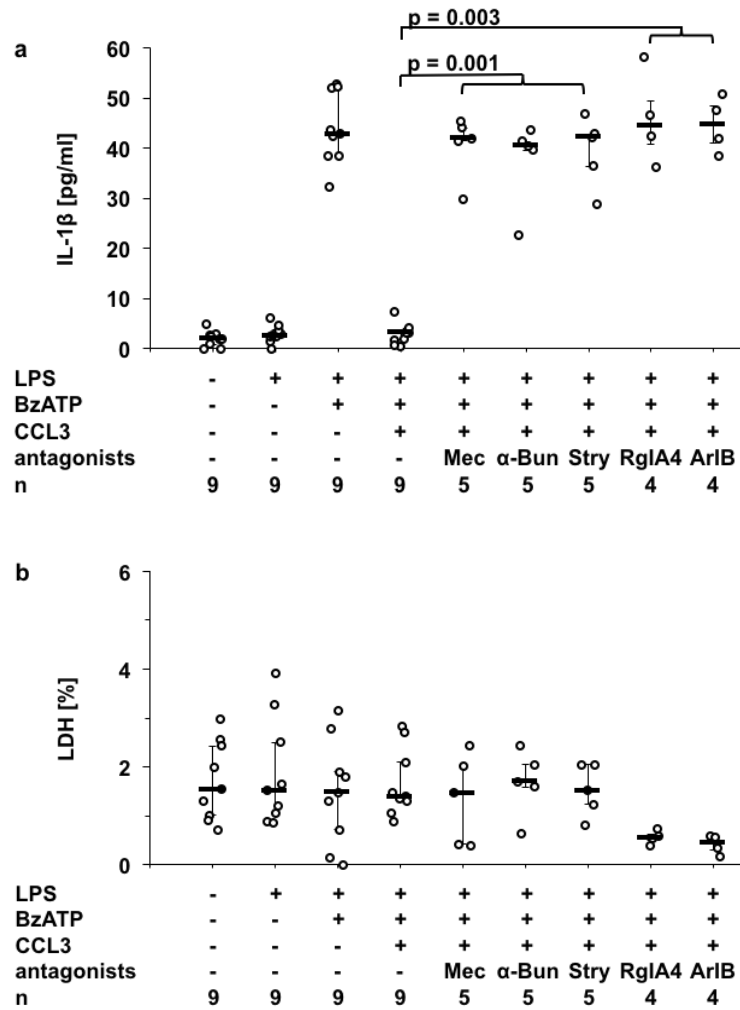 p = 0.003
a
p = 0.001
60
50
40
30
20
10
0
IL-1β [pg/ml]
LPS - + + + + + + + +
BzATP - - + + + + + + +
CCL3 - - - + + + + + +
antagonists - - - - Mec α-Bun Stry RgIA4 ArIB
n 9 9 9 9 5 5 5 4 4
b
6
4
2
0
LDH [%]
LPS - + + + + + + + +
BzATP - - + + + + + + +
CCL3 - - - + + + + + +
antagonists - - - - Mec α-Bun Stry RgIA4 ArIB
n 9 9 9 9 5 5 5 4 4